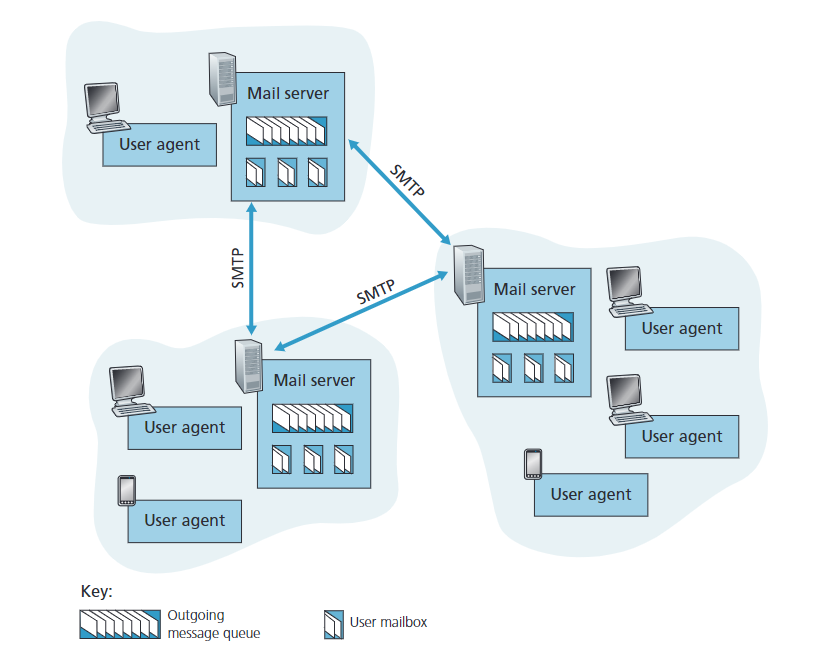 Mail server
User agent
SMTP
SMTP
SMTP
Mail server
User agent
User agent
User agent
Mail server
User agent
User agent
Key:
Outgoing
message queue
User mailbox